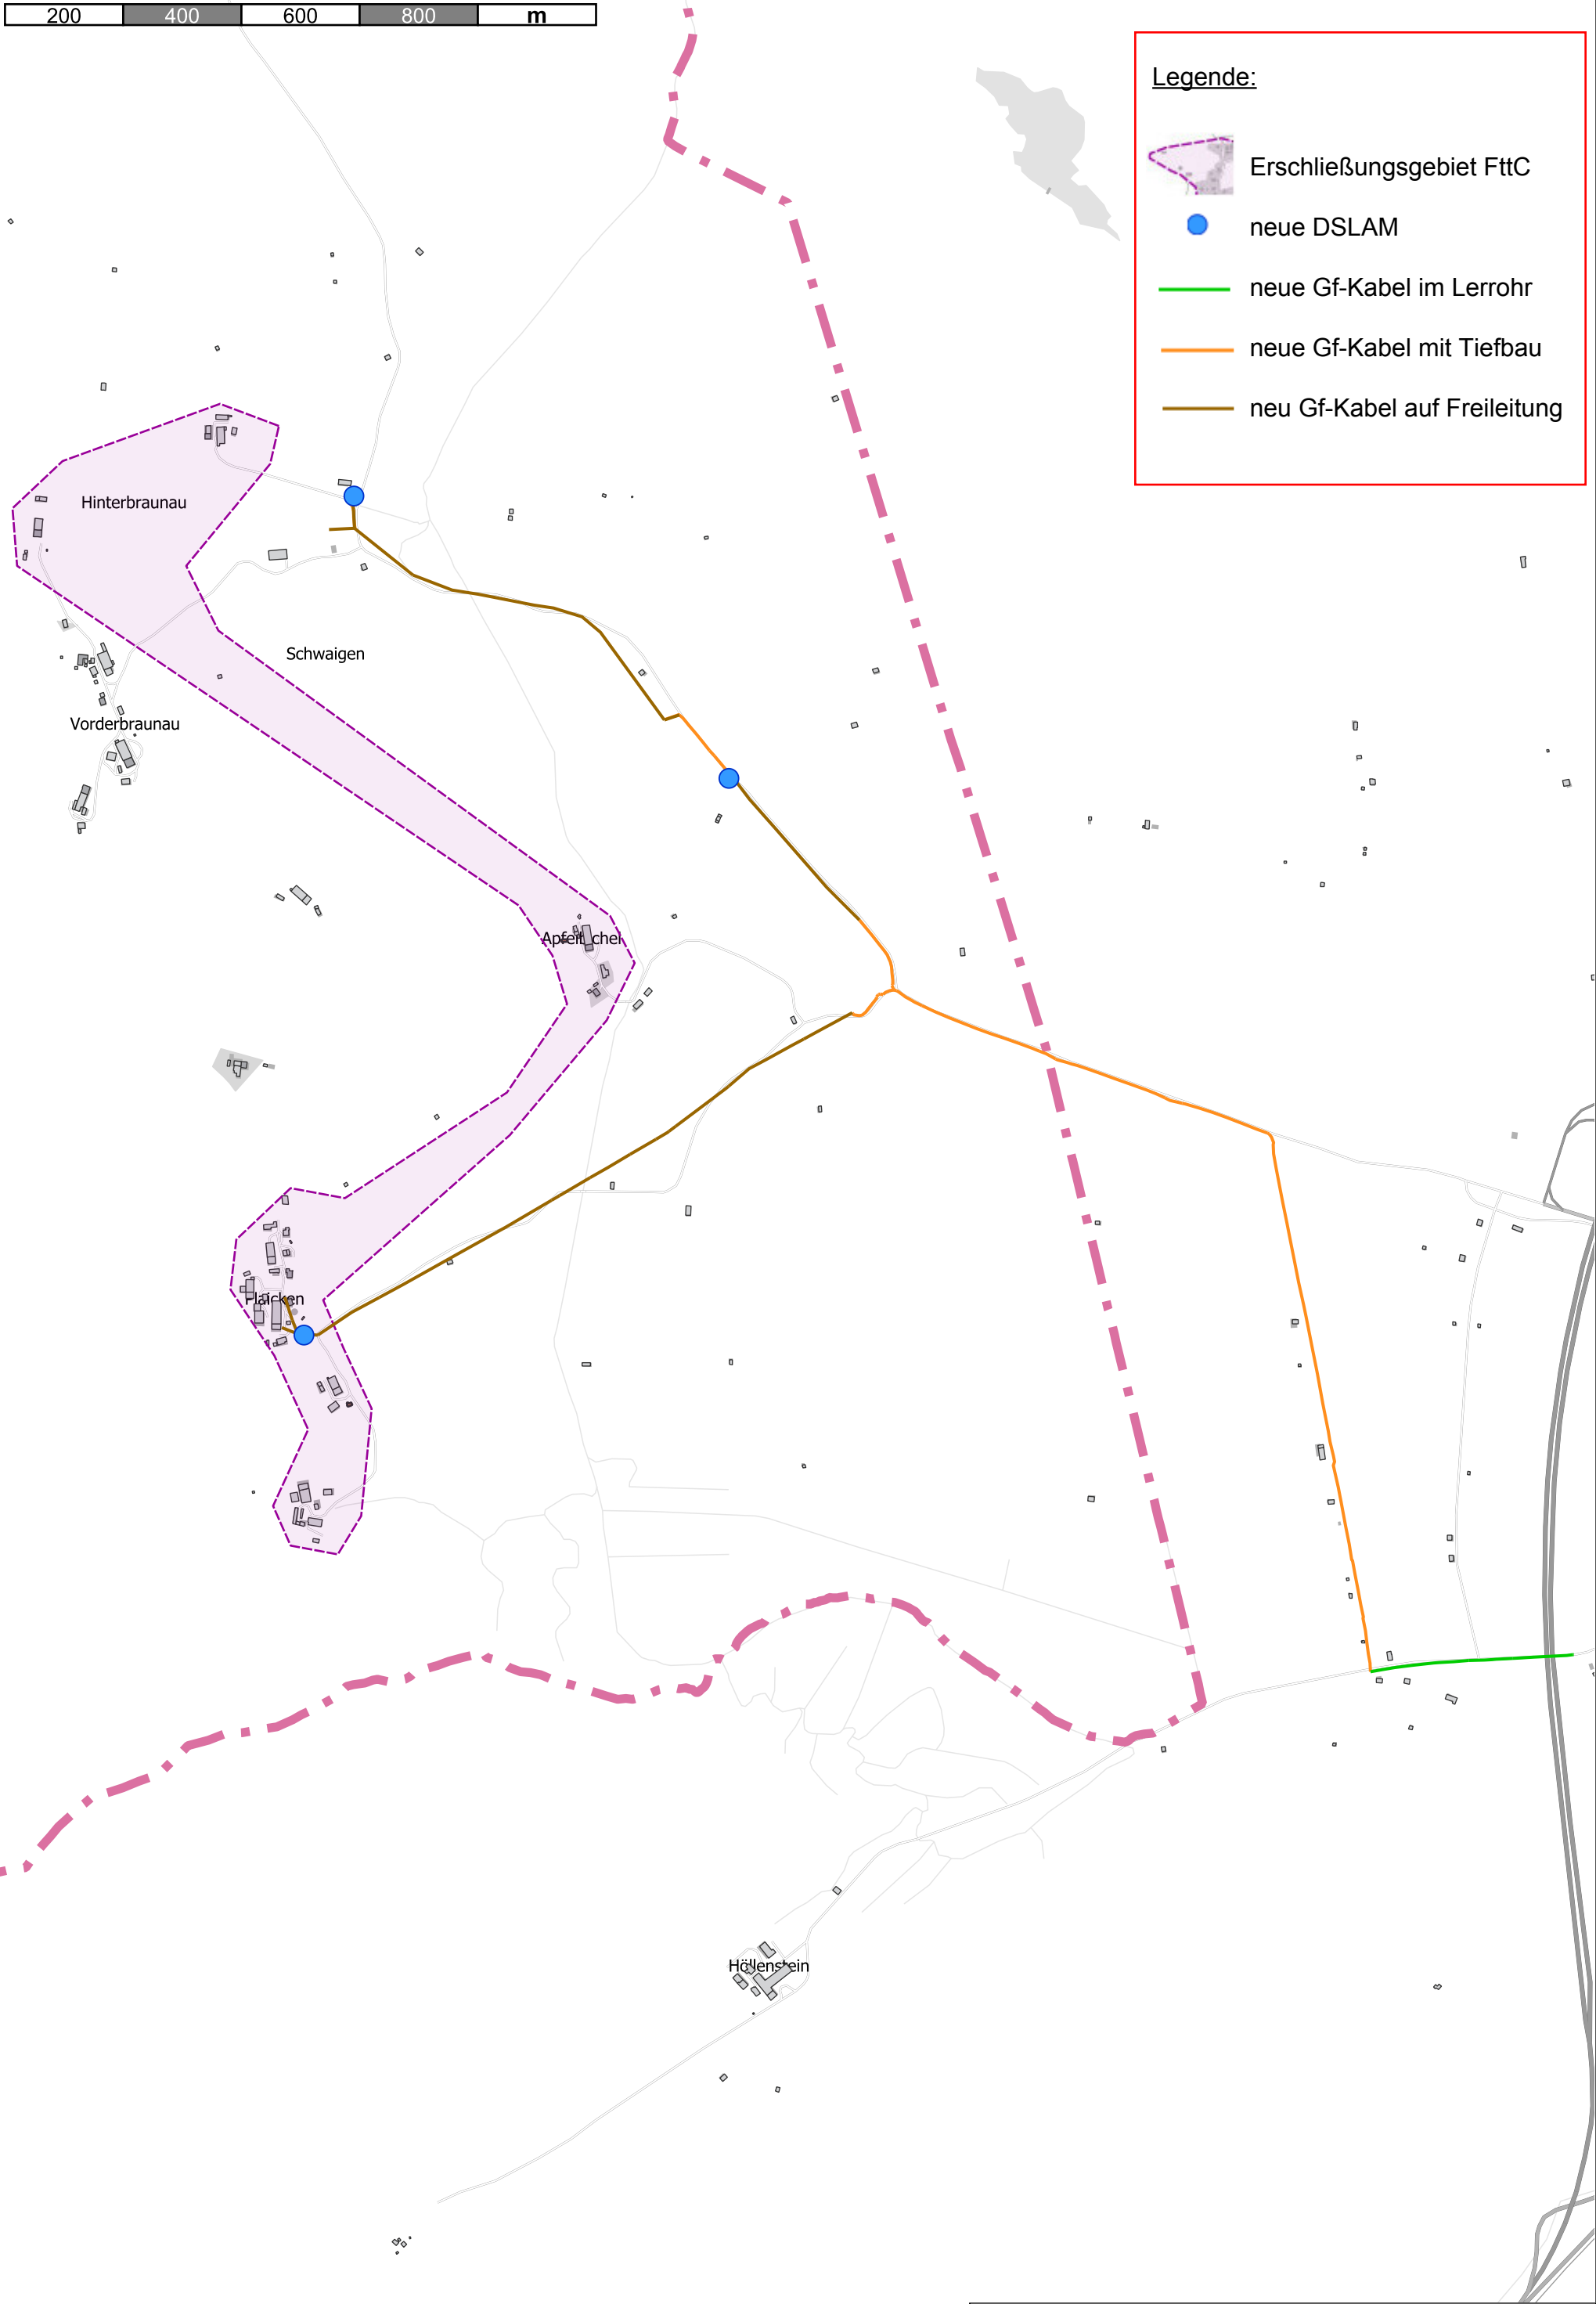 200 400 600 800 m
Legende:
Erschließungsgebiet FttC
neue DSLAM
neue Gf-Kabel im Lerrohr
neue Gf-Kabel mit Tiefbau
neu Gf-Kabel auf Freileitung
Hinterbraunau
Schwaigen
Vorderbraunau
Plaicken
Höllenstein